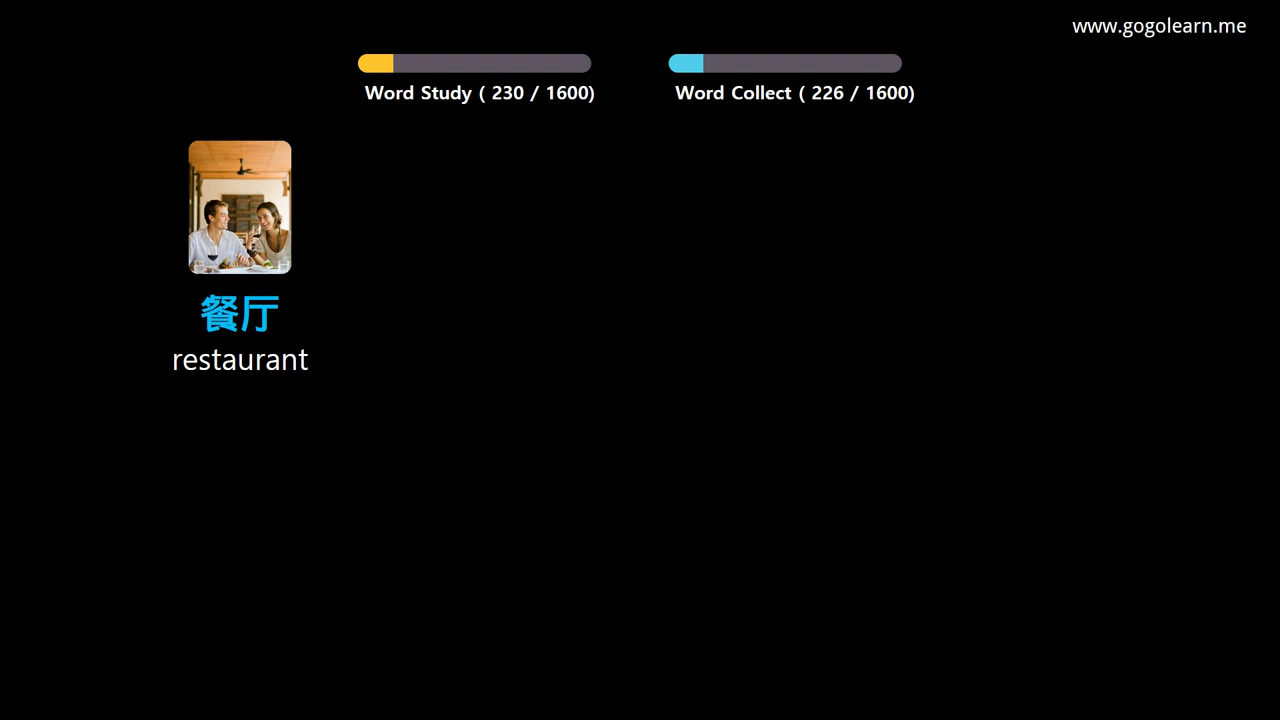 www.gogolearn.me
Word Study ( 230 / 1600)
Word Collect ( 226 / 1600)
餐厅
restaurant